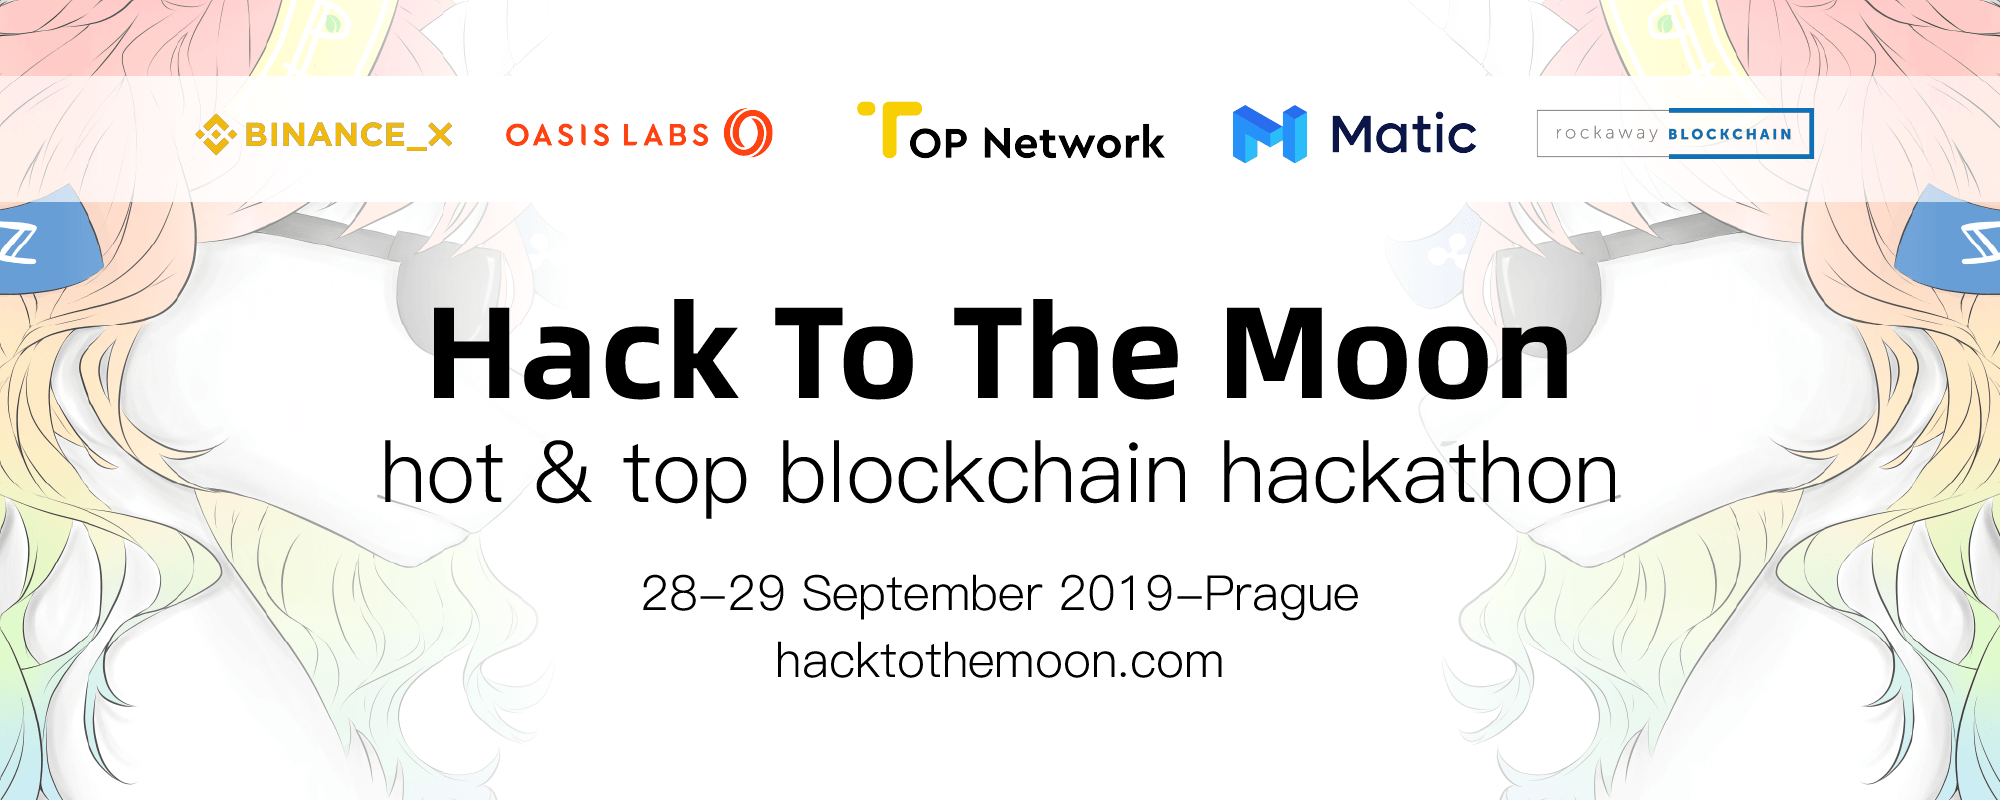 BINANCE_X
OASIS LABS
TOP Network
Matic
rockaway BLOCKCHAIN
Hack To The Moon
hot & top blockchain hackathon
28–29 September 2019–Prague
hacktothemoon.com